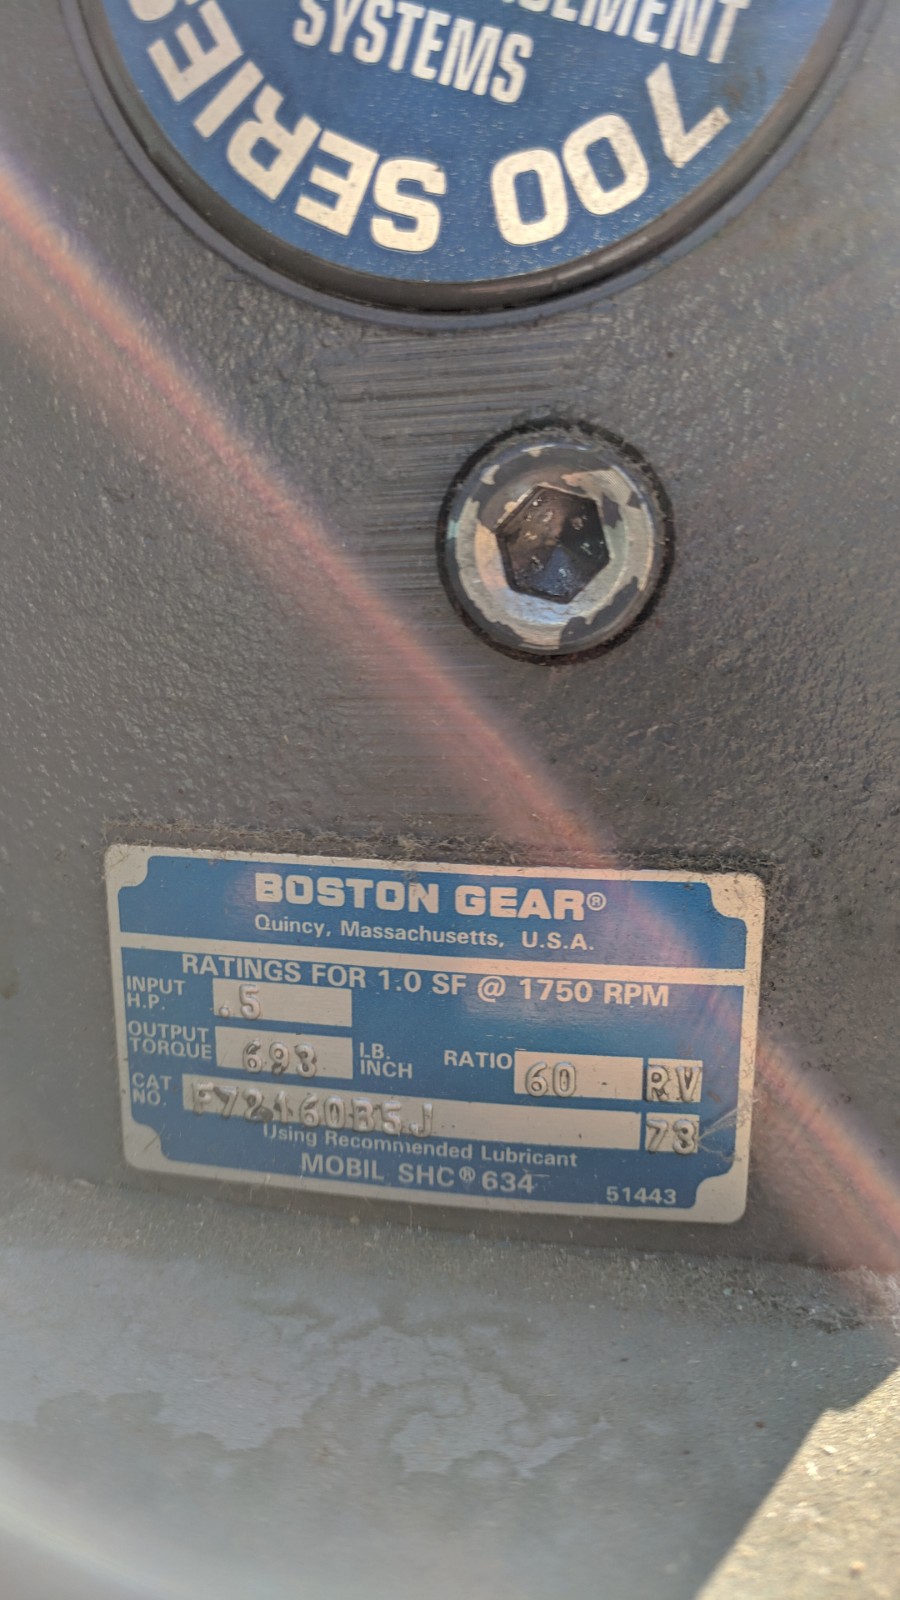 SYSTEMS
700 SERIES
BOSTON GEAR®
Quincy, Massachusetts, U.S.A.
RATINGS FOR 1.0 SF @ 1750 RPM
INPUT H.P. .5
OUTPUT TORQUE 693 LB. INCH RATIO 60 RV
CAT NO. F72160B5J 73
Using Recommended Lubricant
MOBIL SHC® 634
51443